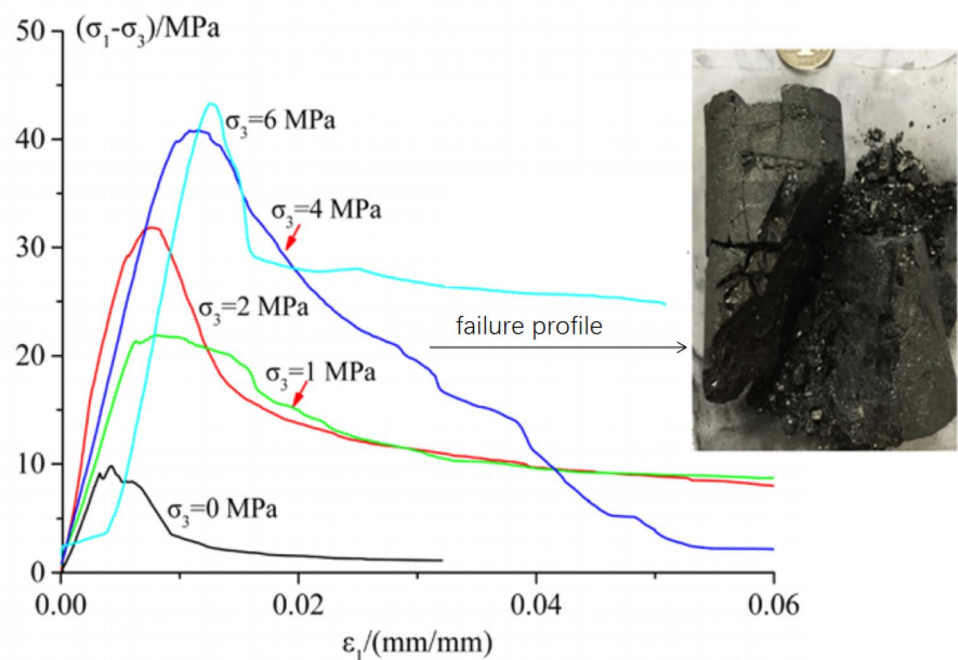 50
(σ₁-σ₃)/MPa
40
σ₃=6 MPa
σ₃=4 MPa
30
σ₃=2 MPa
failure profile
20
σ₃=1 MPa
10
σ₃=0 MPa
0
0.00 0.02 0.04 0.06
ε₁/(mm/mm)